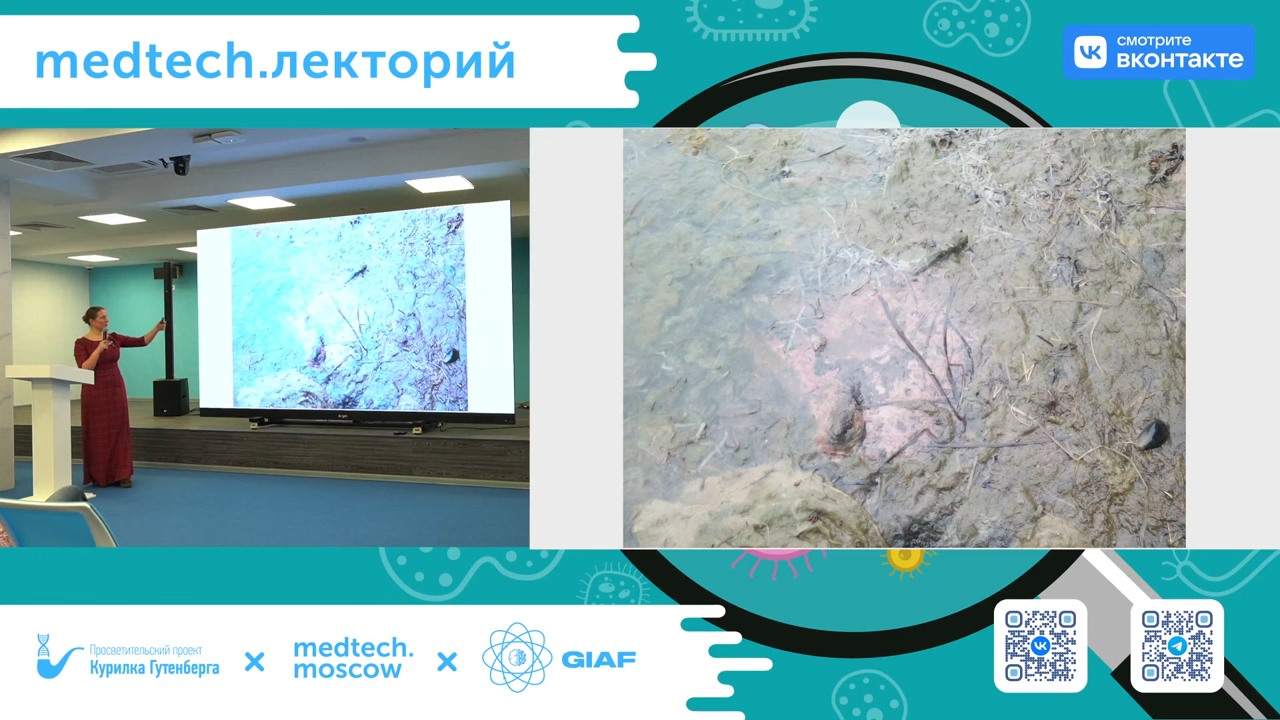 medtech.лекторий
смотрите
вконтакте
Просветительский проект
Курилка Гутенберга
medtech.
moscow
GIAF